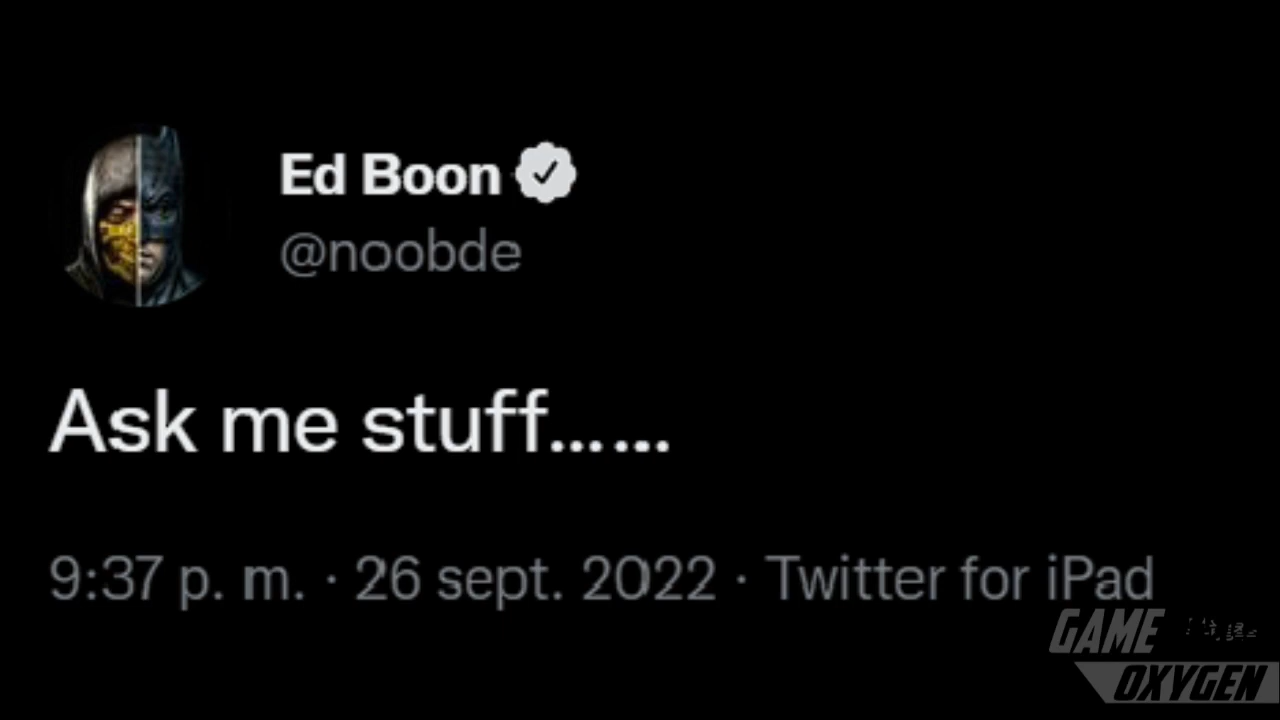 Ed Boon
@noobde
Ask me stuff......
9:37 p. m. · 26 sept. 2022 · Twitter for iPad
GAME
OXYGEN